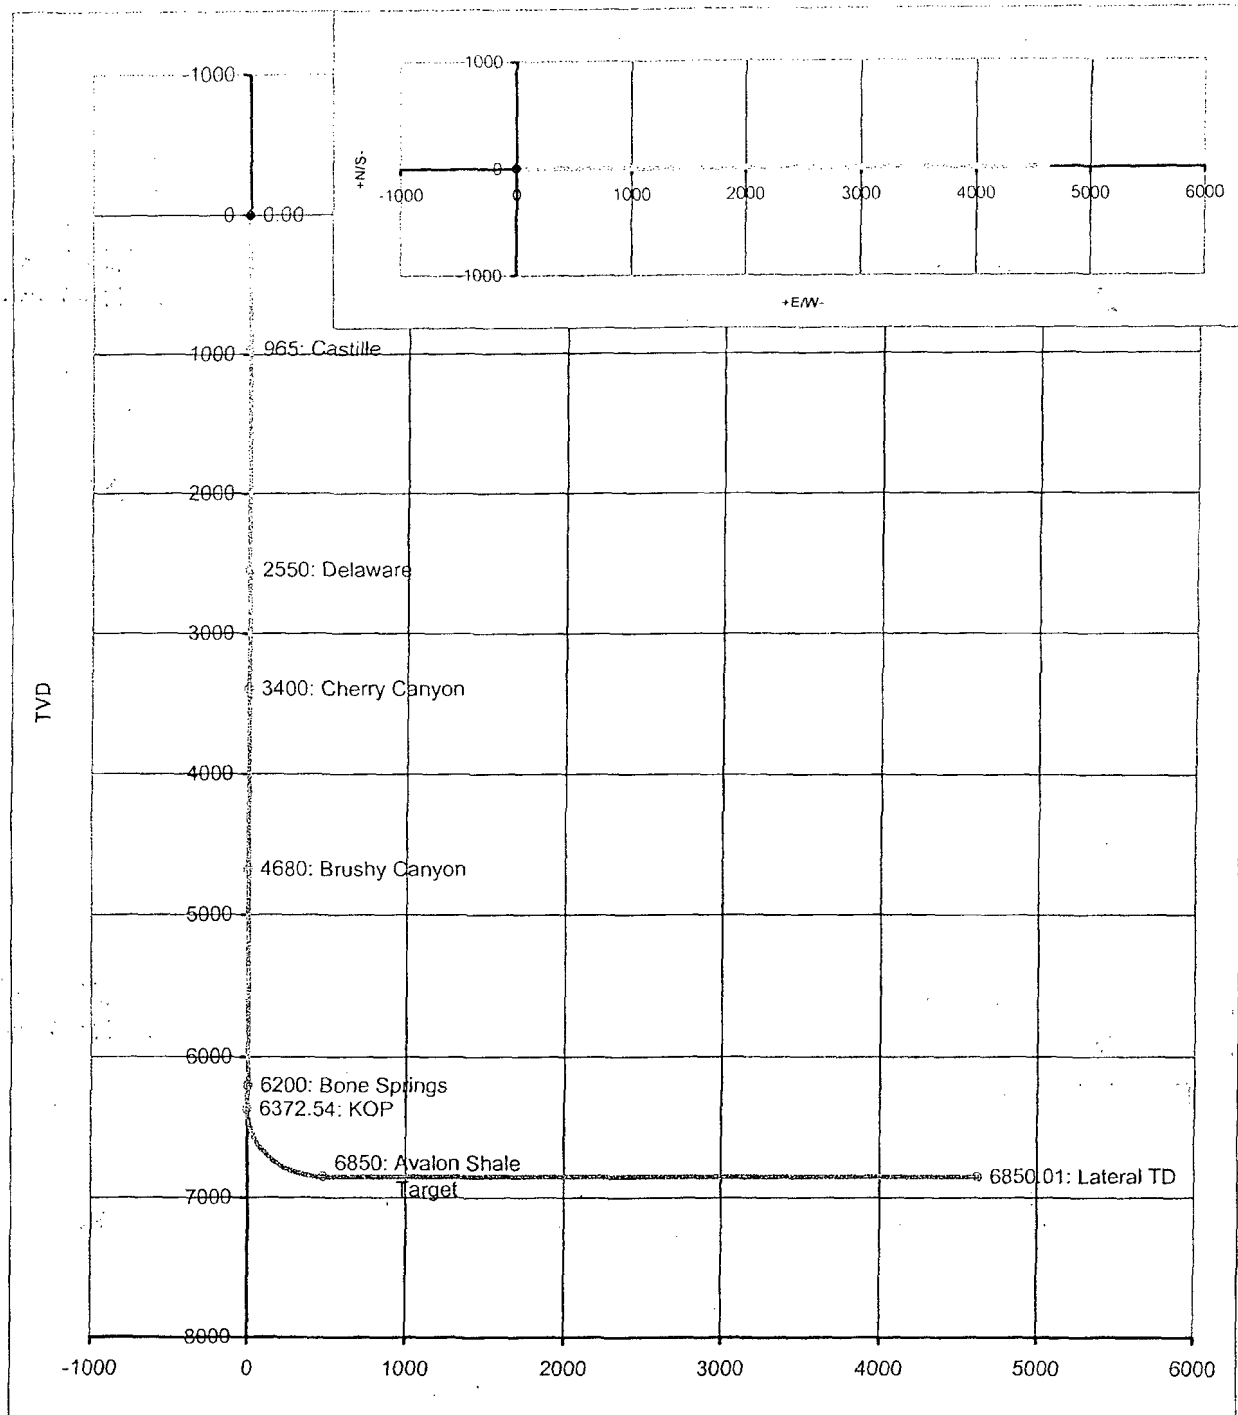 -1000
0 0.00
965: Castille
1000
2000
2550: Delaware
3000
3400: Cherry Canyon
TVD
4000
4680: Brushy Canyon
5000
6000
6200: Bone Springs
6372.54: KOP
6850: Avalon Shale
Target
6850.01: Lateral TD
7000
8000
-1000 0 1000 2000 3000 4000 5000 6000
-1000
+N/S-
0
-1000 0 1000 2000 3000 4000 5000 6000
-1000
+E/W-